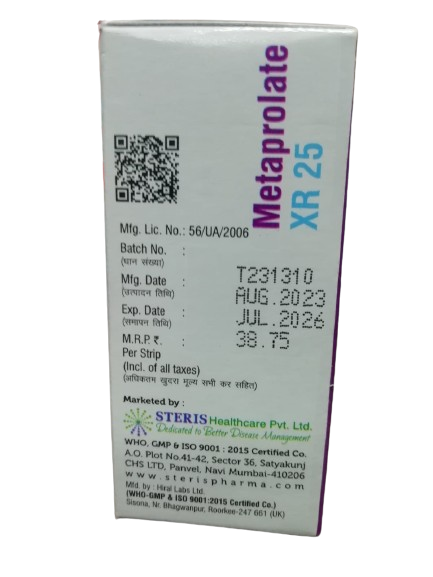 Metaprolate
XR 25
Mfg. Lic. No.: 56/UA/2006
Batch No. :
(घान संख्या)
T231310
Mfg. Date :
(उत्पादन तिथि)
AUG.2023
Exp. Date :
(समापन तिथि)
JUL.2026
M.R.P. ₹. :
38.75
Per Strip
(Incl. of all taxes)
(अधिकतम खुदरा मूल्य सभी कर सहित)
Marketed by :
STERIS Healthcare Pvt. Ltd.
Dedicated to Better Disease Management
WHO, GMP & ISO 9001 : 2015 Certified Co.
A.O. Plot No.41-42, Sector 36, Satyakunj
CHS LTD, Panvel, Navi Mumbai-410206
www.sterispharma.com
Mfd. by : Hiral Labs Ltd.
(WHO-GMP & ISO 9001:2015 Certified Co.)
Sisona, Nr. Bhagwanpur, Roorkee-247 661 (UK)